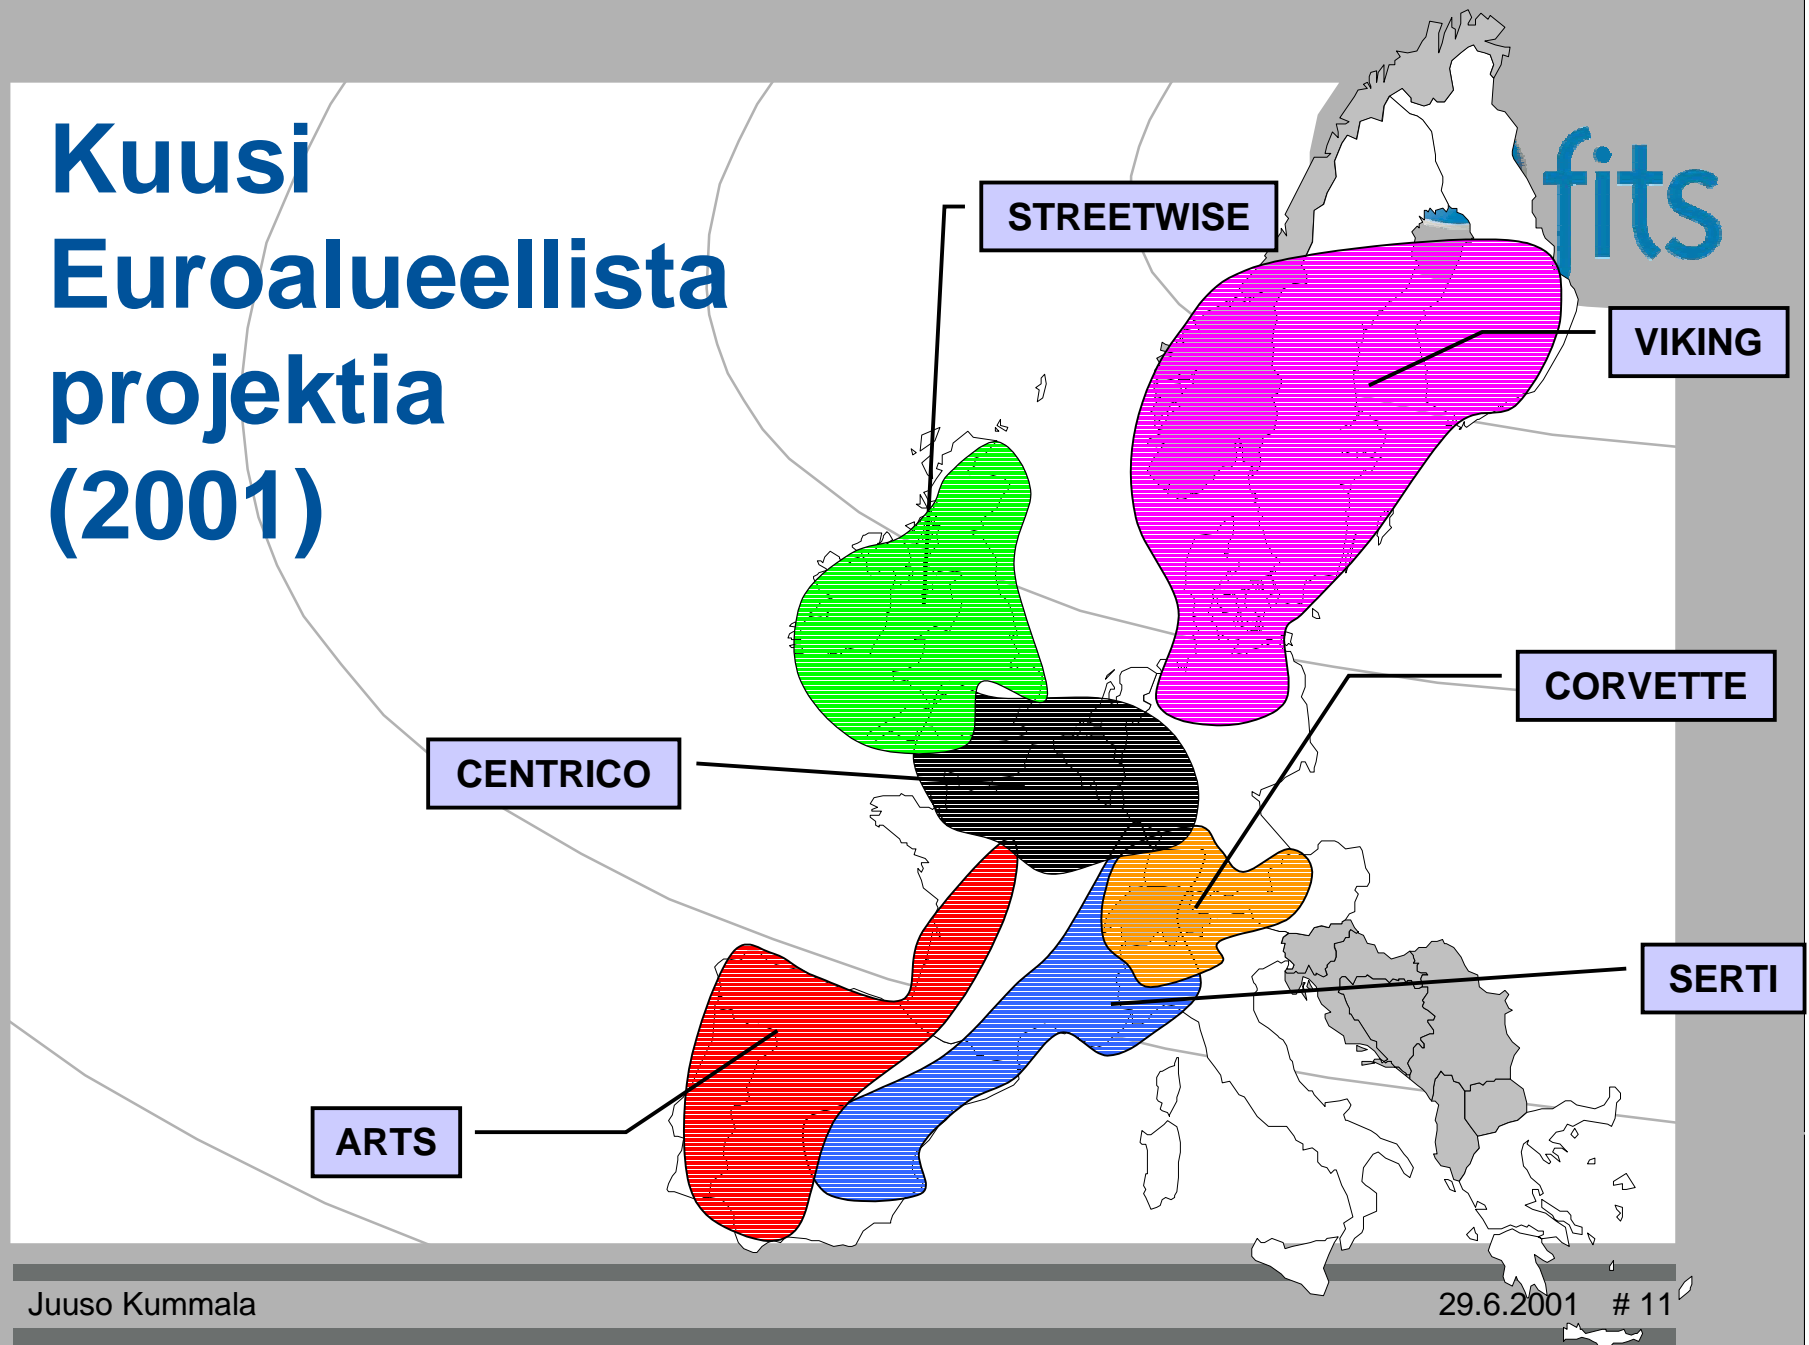 Kuusi
Euroalueellista
projektia
(2001)
fits
STREETWISE
VIKING
CORVETTE
CENTRICO
SERTI
ARTS
Juuso Kummala
29.6.2001 # 11